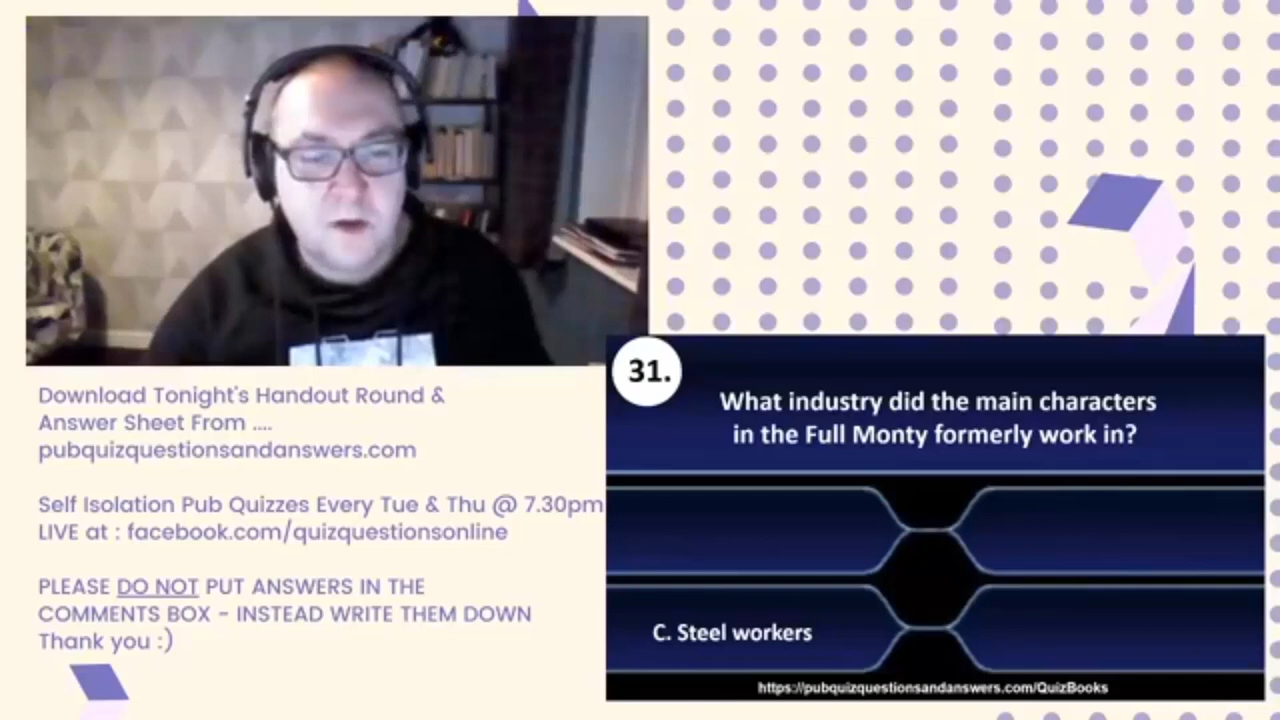 Download Tonight's Handout Round &
Answer Sheet From ....
pubquizquestionsandanswers.com
Self Isolation Pub Quizzes Every Tue & Thu @ 7.30pm
LIVE at : facebook.com/quizquestionsonline
PLEASE DO NOT PUT ANSWERS IN THE
COMMENTS BOX - INSTEAD WRITE THEM DOWN
Thank you :)
31.
What industry did the main characters
in the Full Monty formerly work in?
C. Steel workers
https://pubquizquestionsandanswers.com/QuizBooks